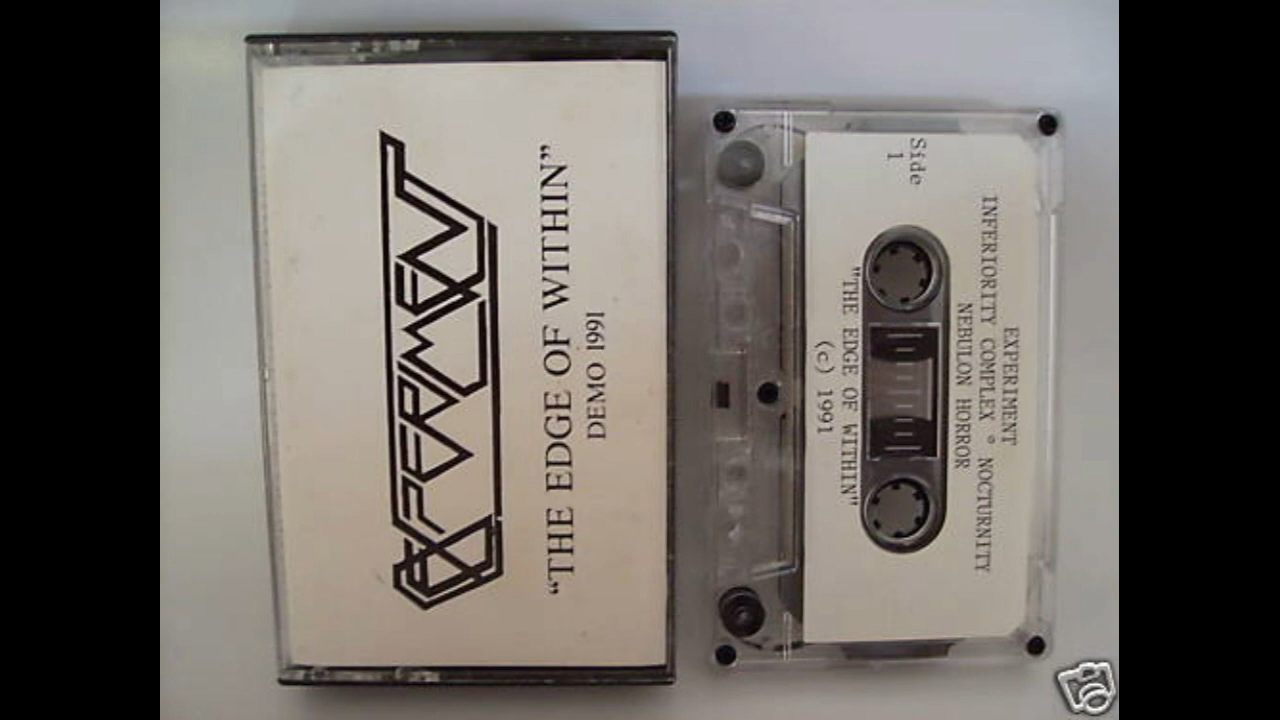 EXPERIMENT
"THE EDGE OF WITHIN"
DEMO 1991
EXPERIMENT
INFERIORITY COMPLEX ° NOCTURNITY
NEBULON HORROR
Side
1
"THE EDGE OF WITHIN"
(c) 1991